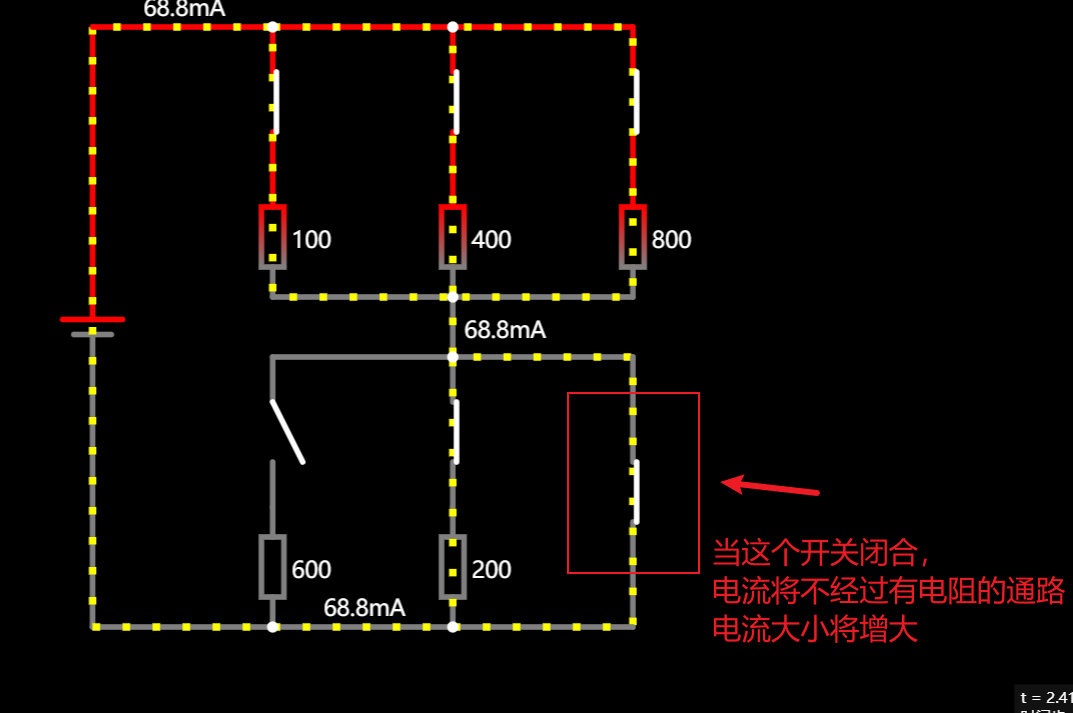 68.8mA
100
400
800
68.8mA
600
200
68.8mA
当这个开关闭合，
电流将不经过有电阻的通路
电流大小将增大
t = 2.41